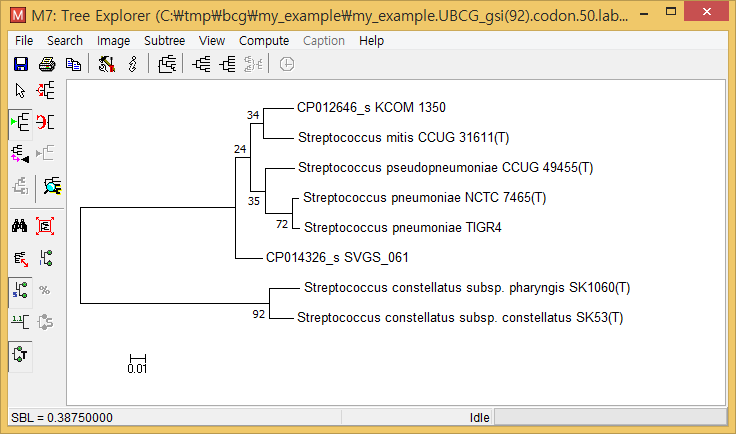 M7: Tree Explorer (C:₩tmp₩bcg₩my_example₩my_example.UBCG_gsi(92).codon.50.lab...
File Search Image Subtree View Compute Caption Help
34
CP012646_s KCOM 1350
Streptococcus mitis CCUG 31611(T)
24
Streptococcus pseudopneumoniae CCUG 49455(T)
35
Streptococcus pneumoniae NCTC 7465(T)
72
Streptococcus pneumoniae TIGR4
CP014326_s SVGS_061
Streptococcus constellatus subsp. pharyngis SK1060(T)
92
Streptococcus constellatus subsp. constellatus SK53(T)
0.01
SBL = 0.38750000
Idle
%
1.1